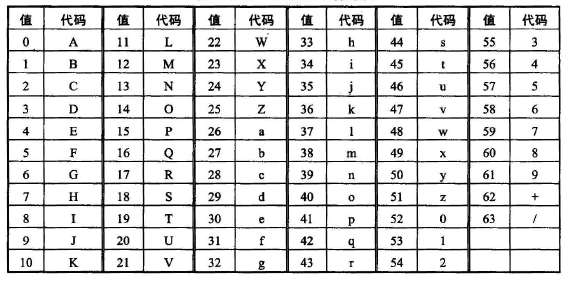 值 代码 值 代码 值 代码 值 代码 值 代码 值 代码
0 A 11 L 22 W 33 h 44 s 55 3
1 B 12 M 23 X 34 i 45 t 56 4
2 C 13 N 24 Y 35 j 46 u 57 5
3 D 14 O 25 Z 36 k 47 v 58 6
4 E 15 P 26 a 37 l 48 w 59 7
5 F 16 Q 27 b 38 m 49 x 60 8
6 G 17 R 28 c 39 n 50 y 61 9
7 H 18 S 29 d 40 o 51 z 62 +
8 I 19 T 30 e 41 p 52 0 63 /
9 J 20 U 31 f 42 q 53 1
10 K 21 V 32 g 43 r 54 2